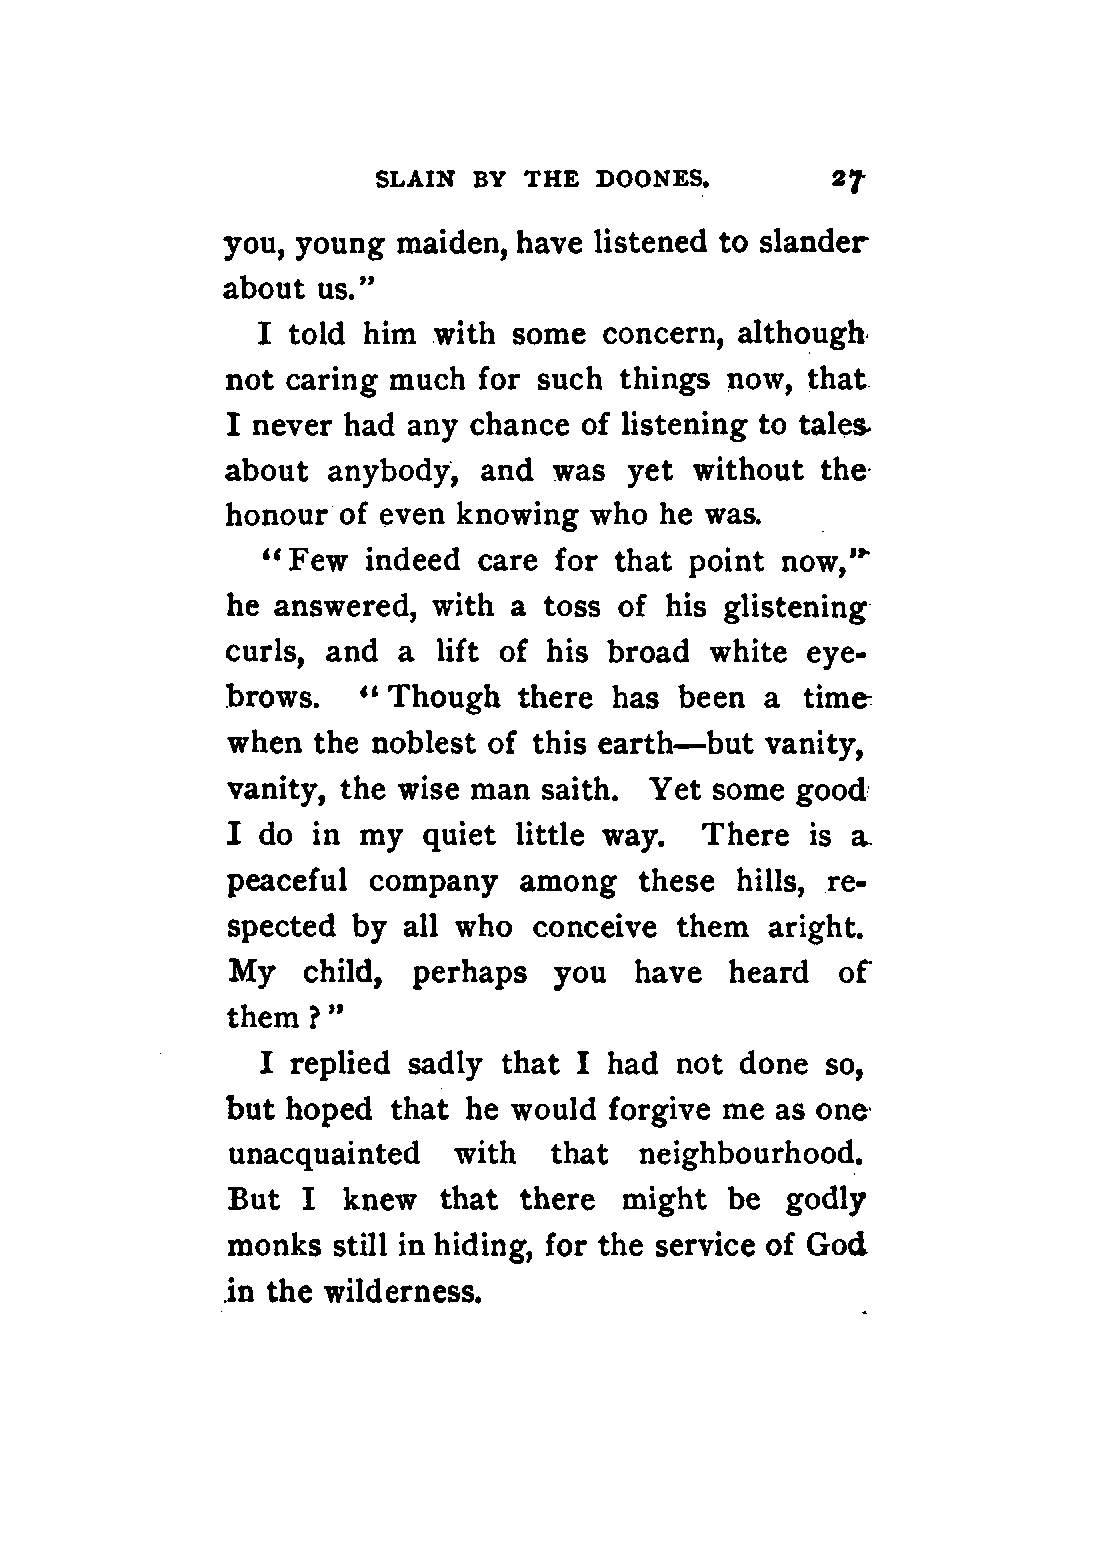 SLAIN BY THE DOONES. 27
you, young maiden, have listened to slander
about us."
I told him with some concern, although
not caring much for such things now, that
I never had any chance of listening to tales
about anybody, and was yet without the
honour of even knowing who he was.
"Few indeed care for that point now,"
he answered, with a toss of his glistening
curls, and a lift of his broad white eye-
brows. "Though there has been a time
when the noblest of this earth—but vanity,
vanity, the wise man saith. Yet some good
I do in my quiet little way. There is a
peaceful company among these hills, re-
spected by all who conceive them aright.
My child, perhaps you have heard of
them?"
I replied sadly that I had not done so,
but hoped that he would forgive me as one
unacquainted with that neighbourhood.
But I knew that there might be godly
monks still in hiding, for the service of God
in the wilderness.